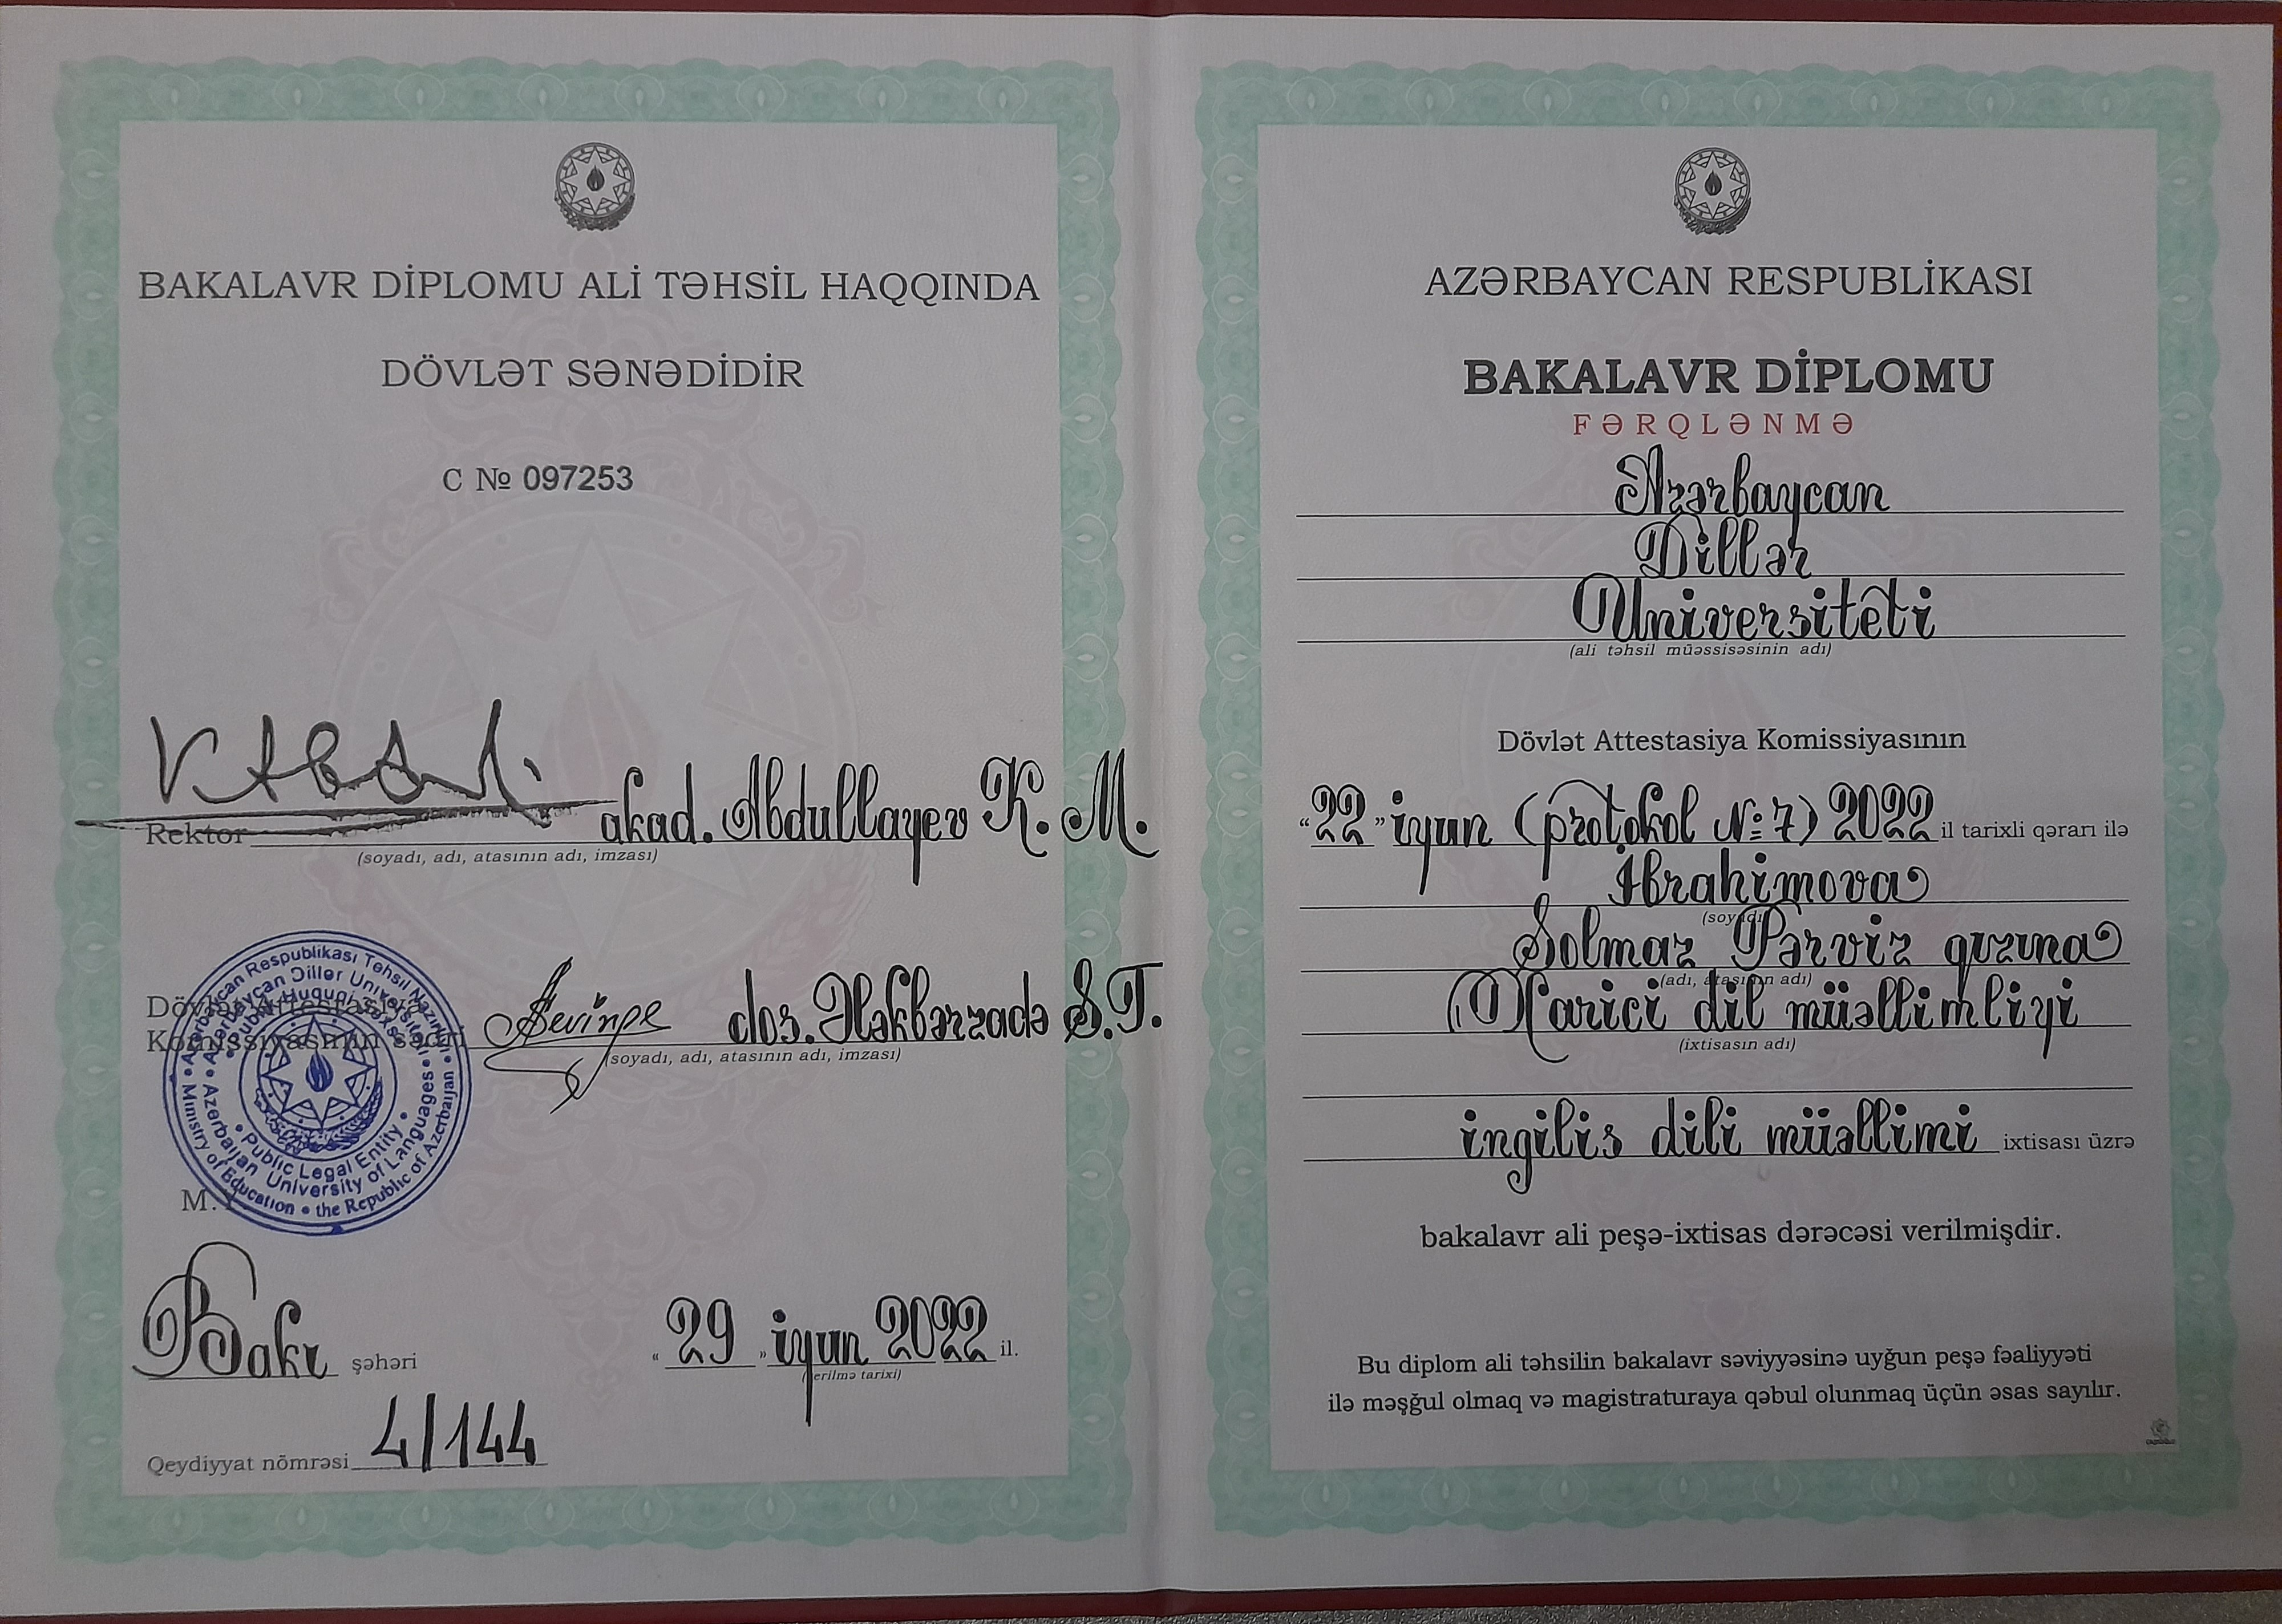 BAKALAVR DİPLOMU ALİ TƏHSİL HAQQINDA
DÖVLƏT SƏNƏDİDİR
C № 097253
Rektor akad. Abdullayev K. M.
(soyadı, adı, atasının adı, imzası)
Dövlət Attestasiya
Komissiyasının sədri dos. Ələkbərzadə S.T.
(soyadı, adı, atasının adı, imzası)
Azərbaycan Respublikası Təhsil Nazirliyi
Azərbaycan Dillər Universiteti
Publik Hüquqi Şəxs
Public Legal Entity
Azerbaijan University of Languages
Ministry of Education • the Republic of Azerbaijan
M.Y
Bakı şəhəri
“ 29 ” iyun 2022 il.
(verilmə tarixi)
Qeydiyyat nömrəsi 4/144
AZƏRBAYCAN RESPUBLİKASI
BAKALAVR DİPLOMU
FƏRQLƏNMƏ
Azərbaycan
Dillər
Universiteti
(ali təhsil müəssisəsinin adı)
Dövlət Attestasiya Komissiyasının
“22” iyun (protokol №7) 2022 il tarixli qərarı ilə
İbrahimova
(soyadı)
Solmaz Pərviz qızına
(adı, atasının adı)
Xarici dil müəllimliyi
(ixtisasın adı)
ingilis dili müəllimi ixtisası üzrə
bakalavr ali peşə-ixtisas dərəcəsi verilmişdir.
Bu diplom ali təhsilin bakalavr səviyyəsinə uyğun peşə fəaliyyəti
ilə məşğul olmaq və magistraturaya qəbul olunmaq üçün əsas sayılır.